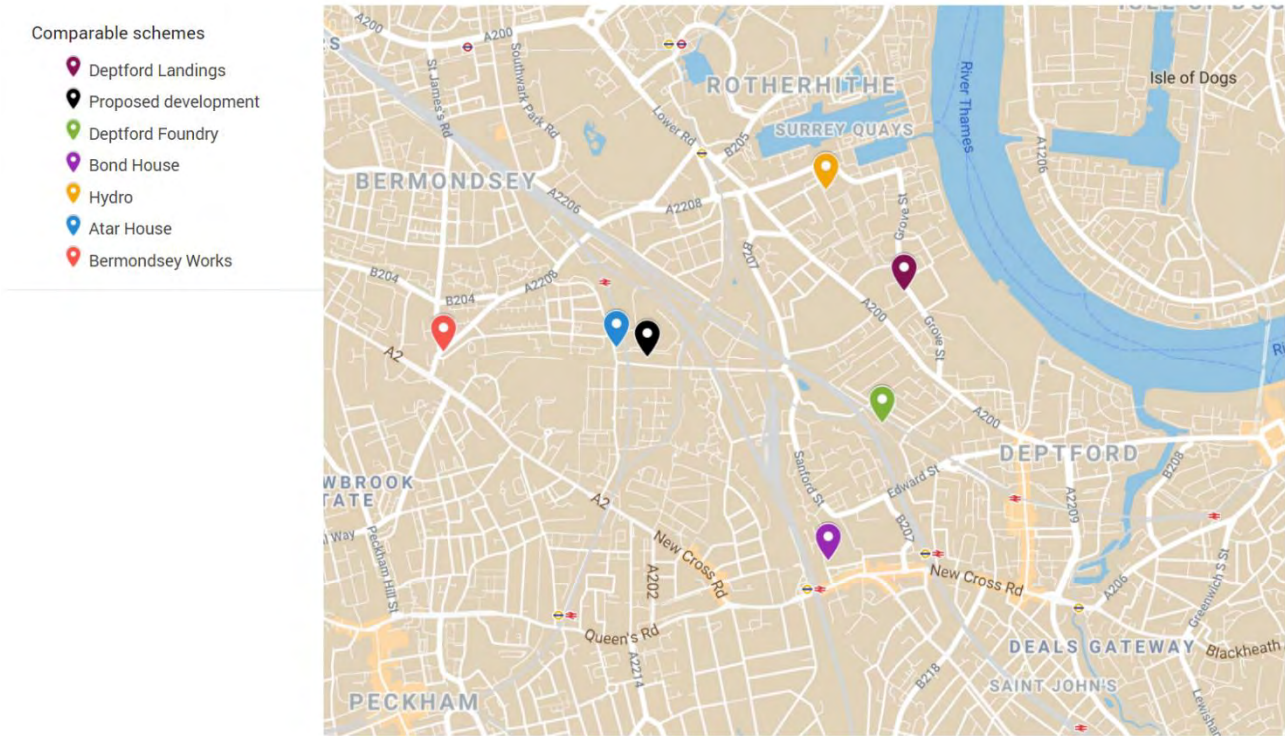 Comparable schemes
Deptford Landings
Proposed development
Deptford Foundry
Bond House
Hydro
Atar House
Bermondsey Works
A200
A200
St James's Rd
Southwark Park Rd
ROTHERHITHE
Isle of Dogs
River Thames
Lower Rd
B205
SURREY QUAYS
A1206
BERMONDSEY
A2206
A2208
Grove St
B207
B204
B204
A2208
A200
Grove St
A2
A200
DEPTFORD
Sanford St
Edward St
B208
A2209
A2
B207
Way
Peckham Hill St
New Cross Rd
A202
New Cross Rd
A206
Greenwich S St
Queen's Rd
A2214
DEALS GATEWAY
Blackheath
B218
SAINT JOHN'S
PECKHAM